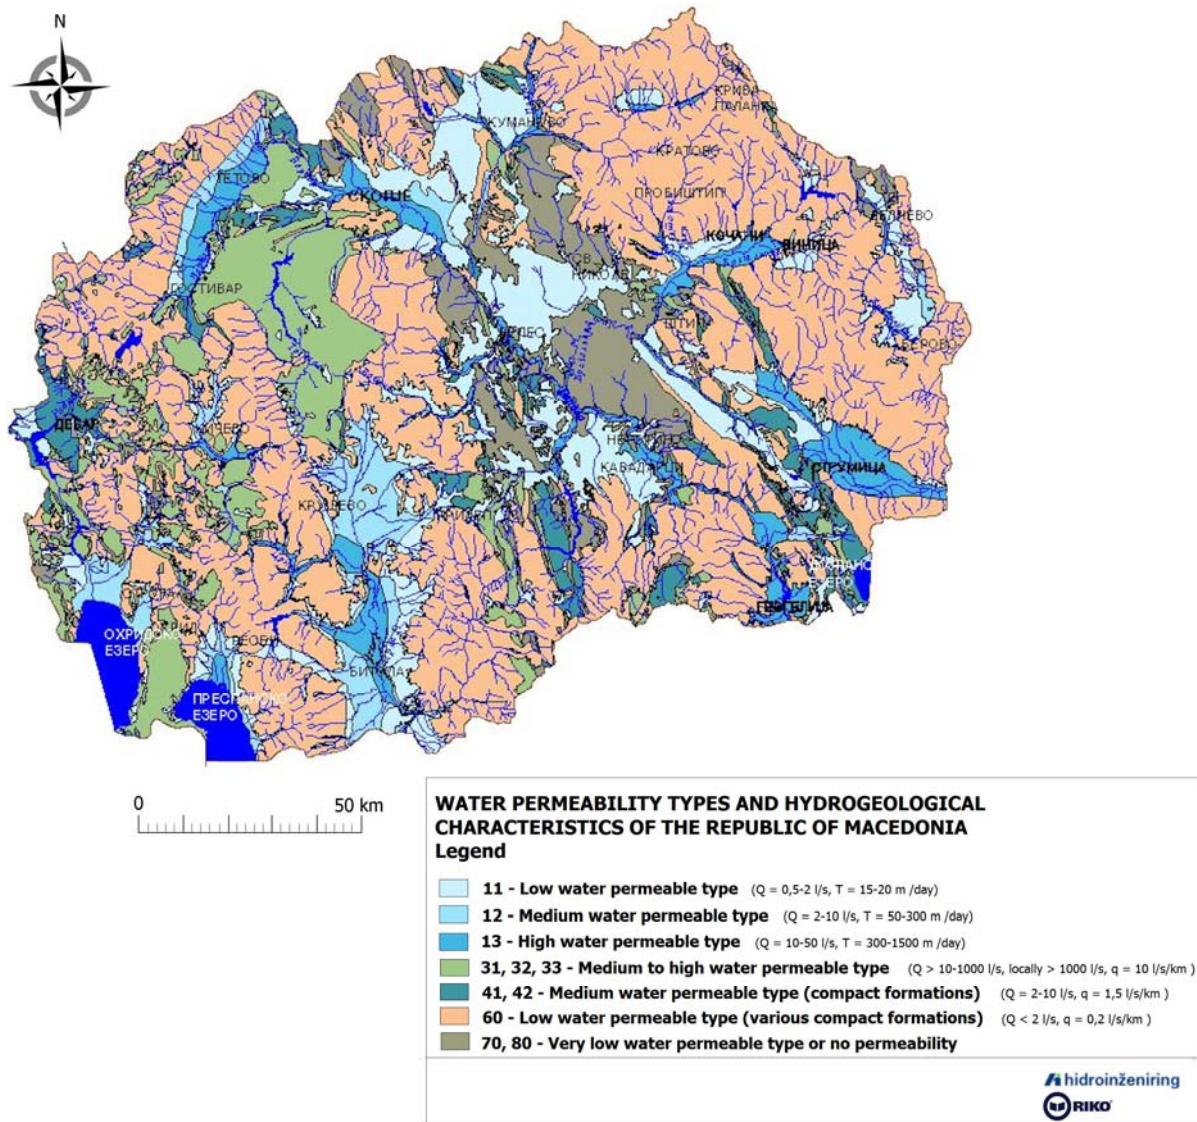 N
КРИВА
ПАЛАНКА
КУМАНОВО
КРАТОВО
ТЕТОВО
ПРОБИШТИП
СКОПЈЕ
ДЕЛЧЕВО
КОЧАНИ
ВИНИЦА
СВ.
НИКОЛЕ
ГОСТИВАР
ШТИП
ВЕЛЕС
БЕРОВО
ДЕБАР
КИЧЕВО
НЕГОТИНО
КАВАДАРЦИ
СТРУМИЦА
КРУШЕВО
ЕЗЕРО
ГЕВГЕЛИЈА
ОХРИДСКО
ЕЗЕРО
БИТОЛА
ПРЕСПАНСКО
ЕЗЕРО
0 50 km
WATER PERMEABILITY TYPES AND HYDROGEOLOGICAL
CHARACTERISTICS OF THE REPUBLIC OF MACEDONIA
Legend
11 - Low water permeable type (Q = 0,5-2 l/s, T = 15-20 m /day)
12 - Medium water permeable type (Q = 2-10 l/s, T = 50-300 m /day)
13 - High water permeable type (Q = 10-50 l/s, T = 300-1500 m /day)
31, 32, 33 - Medium to high water permeable type (Q > 10-1000 l/s, locally > 1000 l/s, q = 10 l/s/km )
41, 42 - Medium water permeable type (compact formations) (Q = 2-10 l/s, q = 1,5 l/s/km )
60 - Low water permeable type (various compact formations) (Q < 2 l/s, q = 0,2 l/s/km )
70, 80 - Very low water permeable type or no permeability
hidroinženiring
RIKO